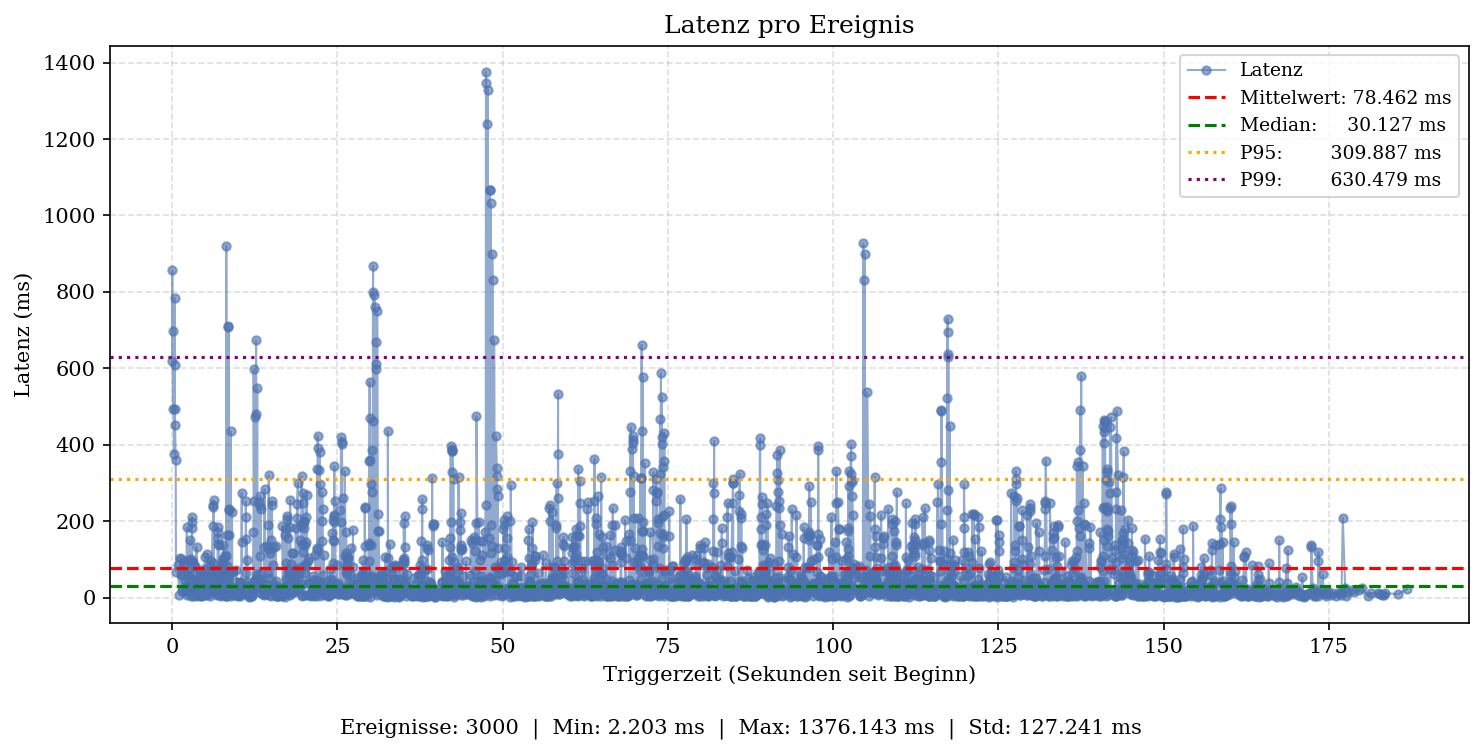 Latenz pro Ereignis
1400
1200
1000
800
600
400
200
0
Latenz (ms)
Latenz
Mittelwert: 78.462 ms
Median: 30.127 ms
P95: 309.887 ms
P99: 630.479 ms
0 25 50 75 100 125 150 175
Triggerzeit (Sekunden seit Beginn)
Ereignisse: 3000 | Min: 2.203 ms | Max: 1376.143 ms | Std: 127.241 ms